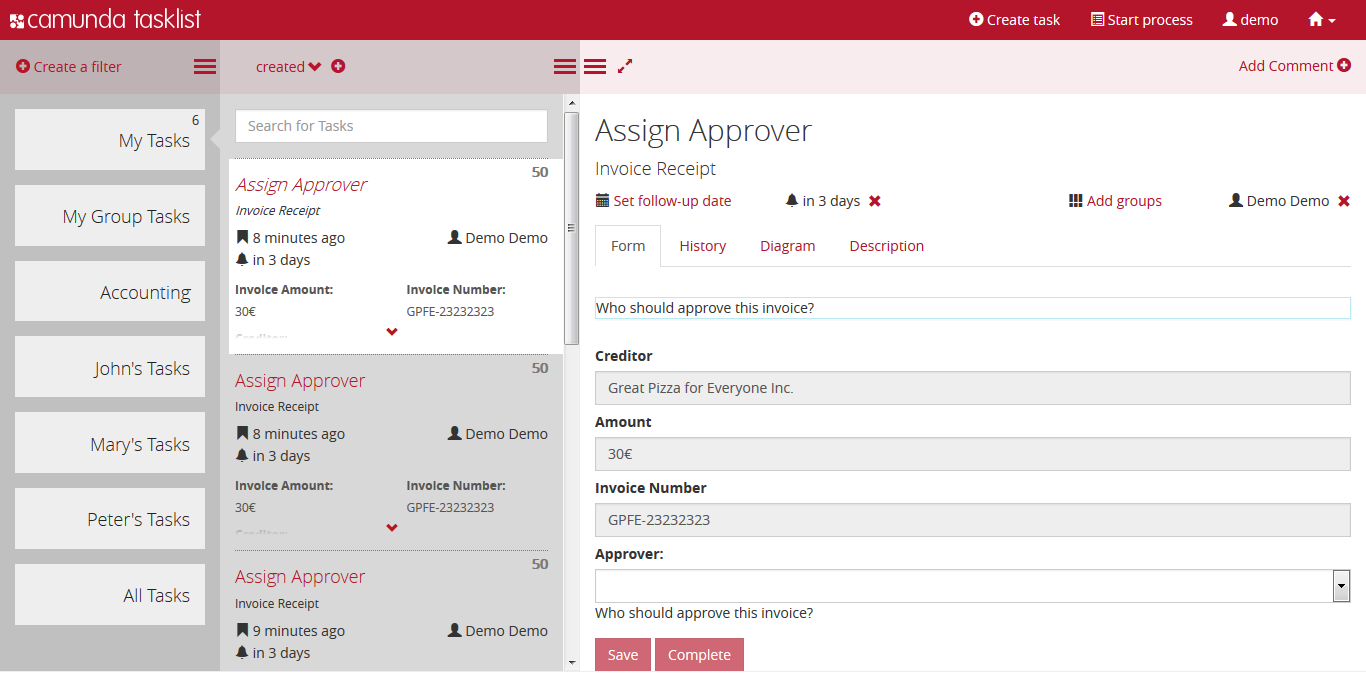 camunda tasklist
Create task
Start process
demo
Create a filter
created
Add Comment
6
My Tasks
My Group Tasks
Accounting
John's Tasks
Mary's Tasks
Peter's Tasks
All Tasks
Search for Tasks
50
Assign Approver
Invoice Receipt
8 minutes ago
Demo Demo
in 3 days
Invoice Amount:
Invoice Number:
30€
GPFE-23232323
Creditor:
50
Assign Approver
Invoice Receipt
8 minutes ago
Demo Demo
in 3 days
Invoice Amount:
Invoice Number:
30€
GPFE-23232323
Creditor:
50
Assign Approver
Invoice Receipt
9 minutes ago
Demo Demo
in 3 days
Assign Approver
Invoice Receipt
Set follow-up date
in 3 days
Add groups
Demo Demo
Form
History
Diagram
Description
Who should approve this invoice?
Creditor
Great Pizza for Everyone Inc.
Amount
30€
Invoice Number
GPFE-23232323
Approver:
Who should approve this invoice?
Save
Complete